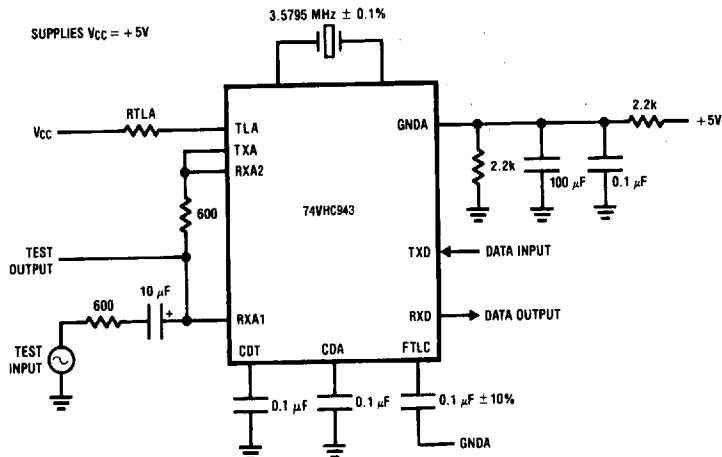 3.5795 MHz ± 0.1%
SUPPLIES VCC = +5V
2.2k
VCC
RTLA
TLA
GNDA
+5V
TXA
RXA2
2.2k
100 µF
0.1 µF
600
74VHC943
TEST
OUTPUT
TXD
DATA INPUT
10 µF
+
600
RXA1
RXD
DATA OUTPUT
TEST
INPUT
CDT
CDA
FTLC
0.1 µF
0.1 µF
0.1 µF ±10%
GNDA